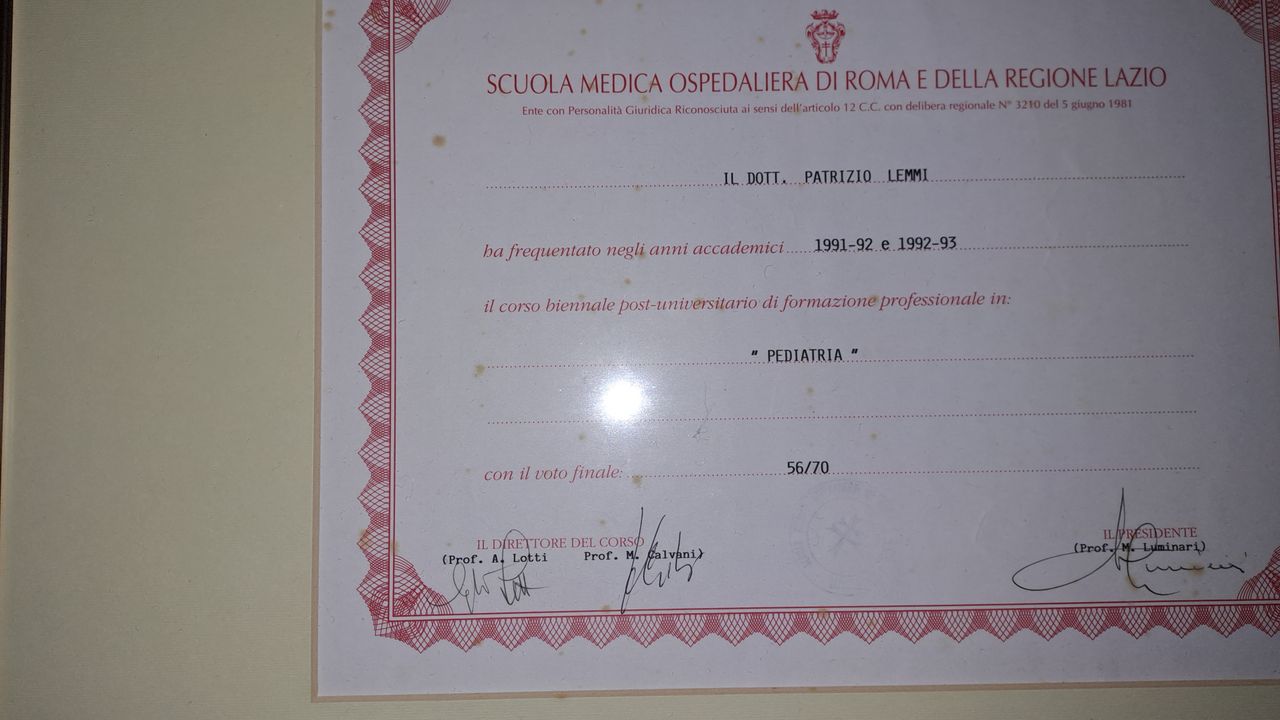 SCUOLA MEDICA OSPEDALIERA DI ROMA E DELLA REGIONE LAZIO
Ente con Personalità Giuridica Riconosciuta ai sensi dell'articolo 12 C.C. con delibera regionale N° 3210 del 5 giugno 1981
IL DOTT. PATRIZIO LEMMI
ha frequentato negli anni accademici 1991-92 e 1992-93
il corso biennale post-universitario di formazione professionale in:
" PEDIATRIA "
con il voto finale: 56/70
IL DIRETTORE DEL CORSO
(Prof. A. Lotti Prof. M. Calvani)
IL PRESIDENTE
(Prof. M. Luminari)